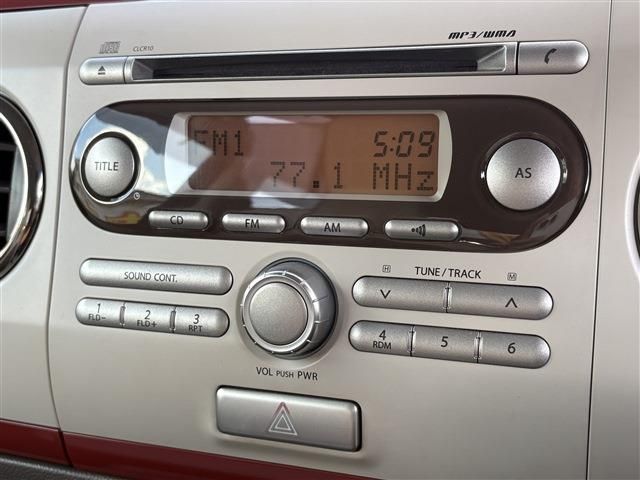 MP3/WMA
CLCR10
FM1 5:09
77.1 MHz
TITLE
AS
CD FM AM
SOUND CONT.
H TUNE/TRACK M
1 2 3
FLD- FLD+ RPT
4 5 6
RDM
VOL PUSH PWR